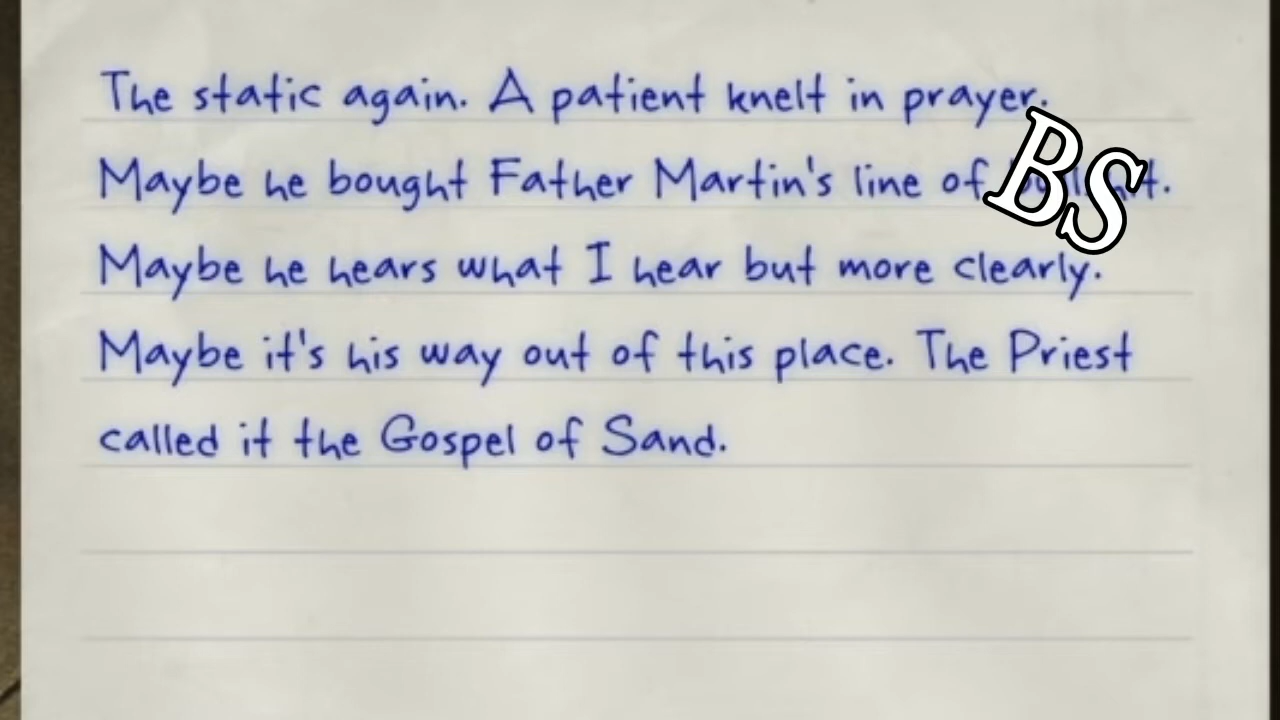 The static again. A patient knelt in prayer.
Maybe he bought Father Martin's line of
BS
Maybe he hears what I hear but more clearly.
Maybe it's his way out of this place. The Priest
called it the Gospel of Sand.